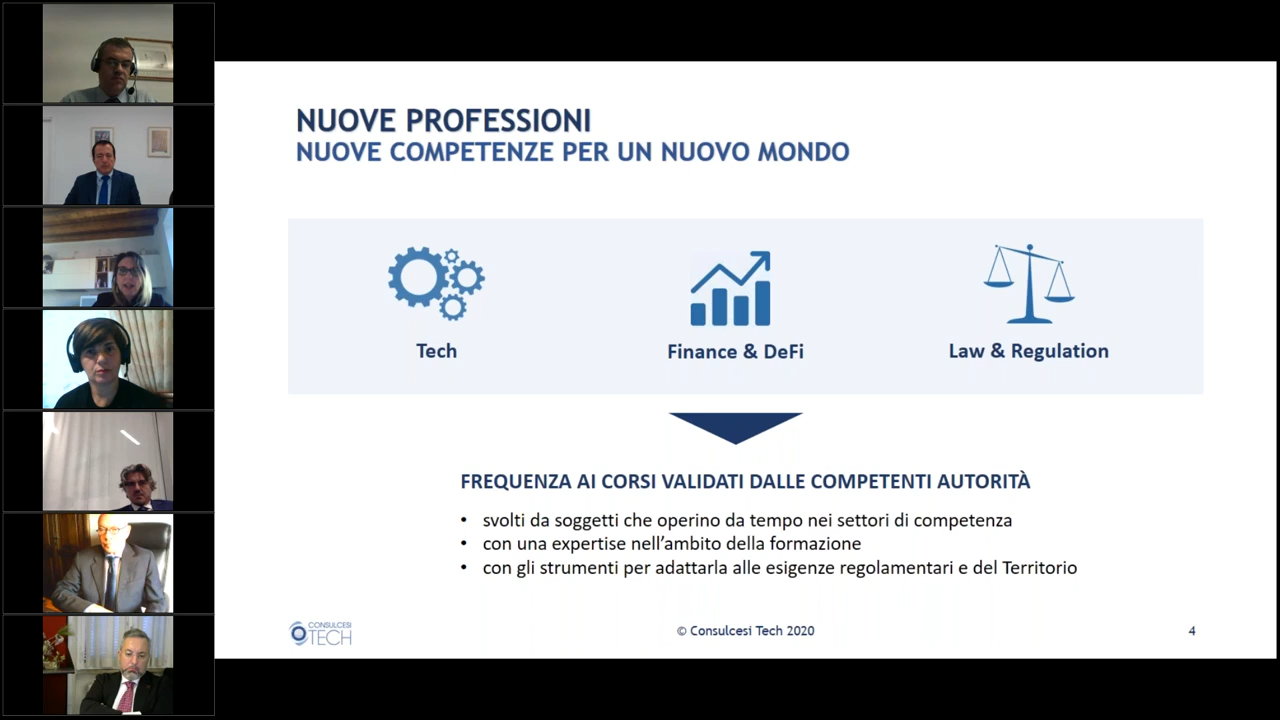 NUOVE PROFESSIONI
NUOVE COMPETENZE PER UN NUOVO MONDO
Tech
Finance & DeFi
Law & Regulation
FREQUENZA AI CORSI VALIDATI DALLE COMPETENTI AUTORITÀ
• svolti da soggetti che operino da tempo nei settori di competenza
• con una expertise nell’ambito della formazione
• con gli strumenti per adattarla alle esigenze regolamentari e del Territorio
CONSULCESI
TECH
© Consulcesi Tech 2020
4